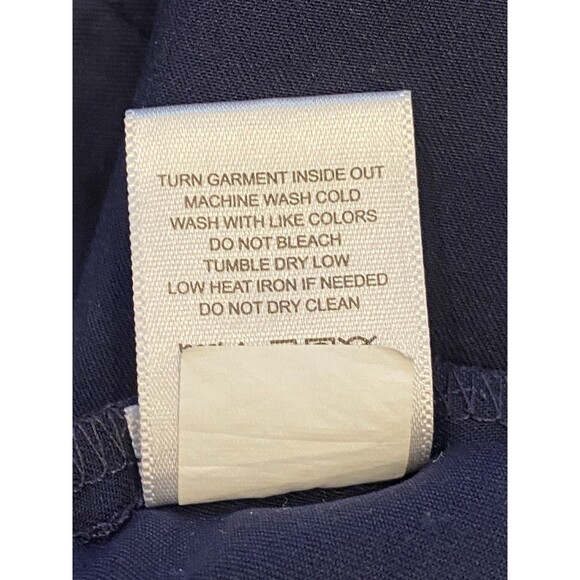 TURN GARMENT INSIDE OUT
MACHINE WASH COLD
WASH WITH LIKE COLORS
DO NOT BLEACH
TUMBLE DRY LOW
LOW HEAT IRON IF NEEDED
DO NOT DRY CLEAN